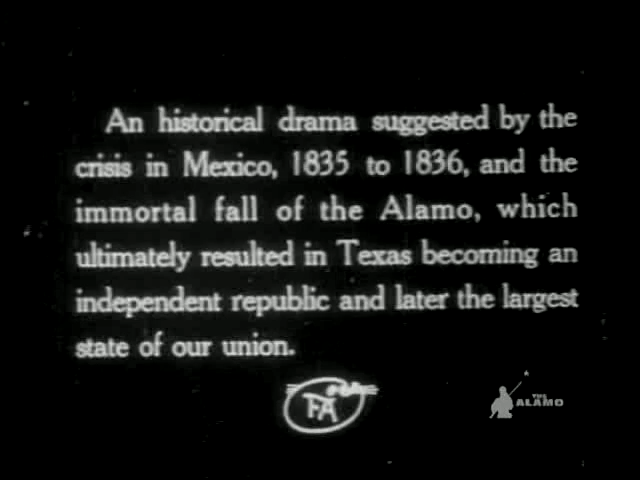 An historical drama suggested by the
crisis in Mexico, 1835 to 1836, and the
immortal fall of the Alamo, which
ultimately resulted in Texas becoming an
independent republic and later the largest
state of our union.
FA
THE
ALAMO